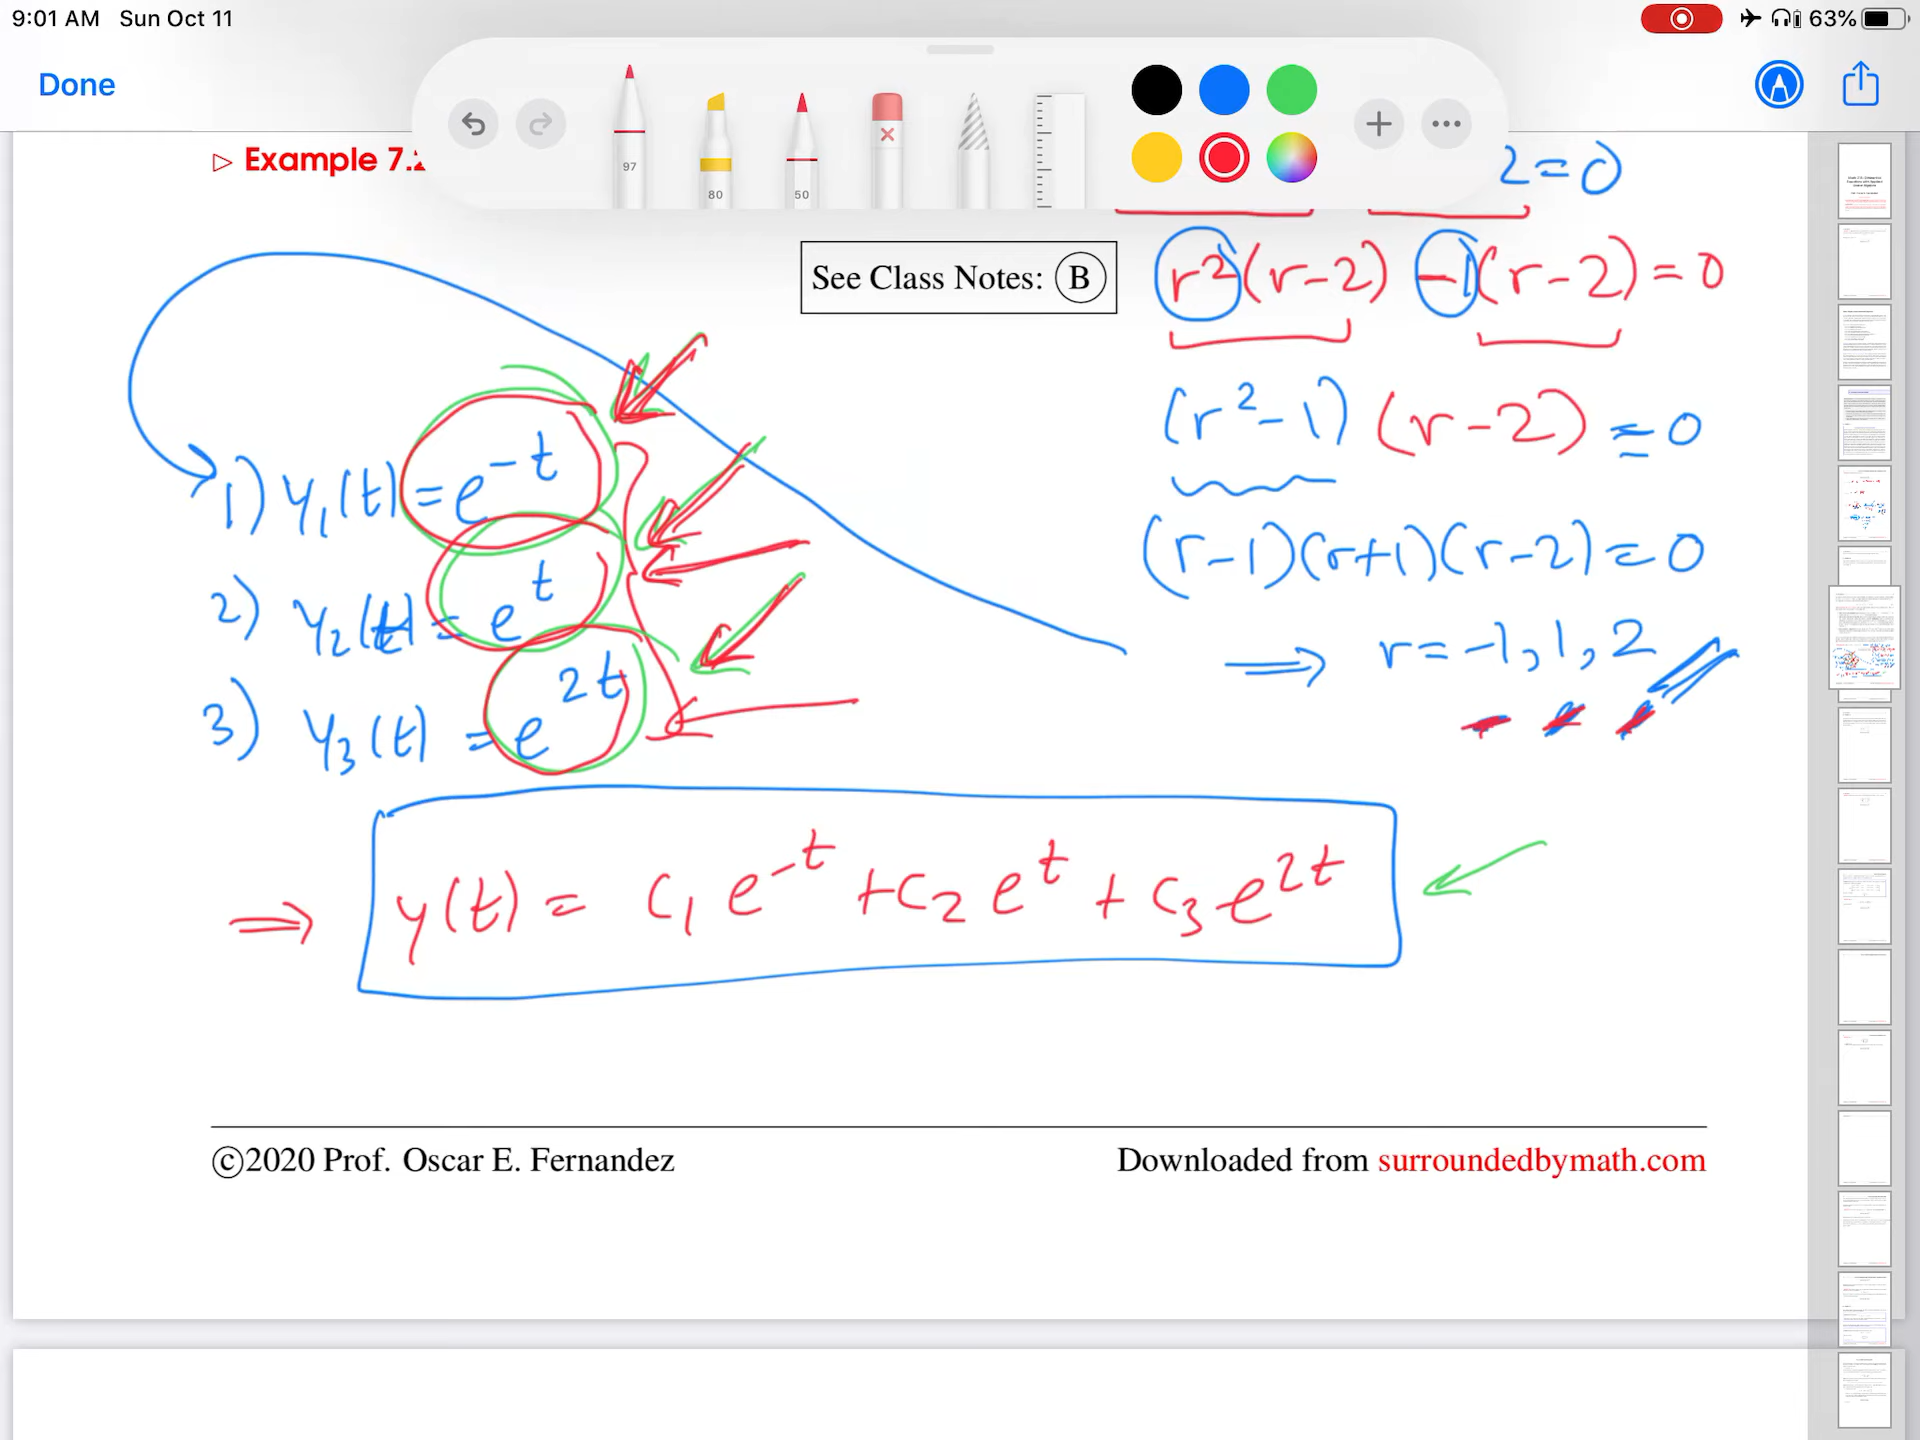 9:01 AM Sun Oct 11
63%
Done
97
80
50
▷ Example 7.2
2=0
See Class Notes: Ⓑ
r²(r-2) -1(r-2)=0
(r²-1)(r-2)=0
(r-1)(r+1)(r-2)=0
⇒ r=-1,1,2
1) y₁(t)=e^-t
2) y₂(t)=e^t
3) y₃(t)=e^2t
⇒ y(t)= c₁e^-t+c₂e^t+c₃e^2t
©2020 Prof. Oscar E. Fernandez
Downloaded from surroundedbymath.com